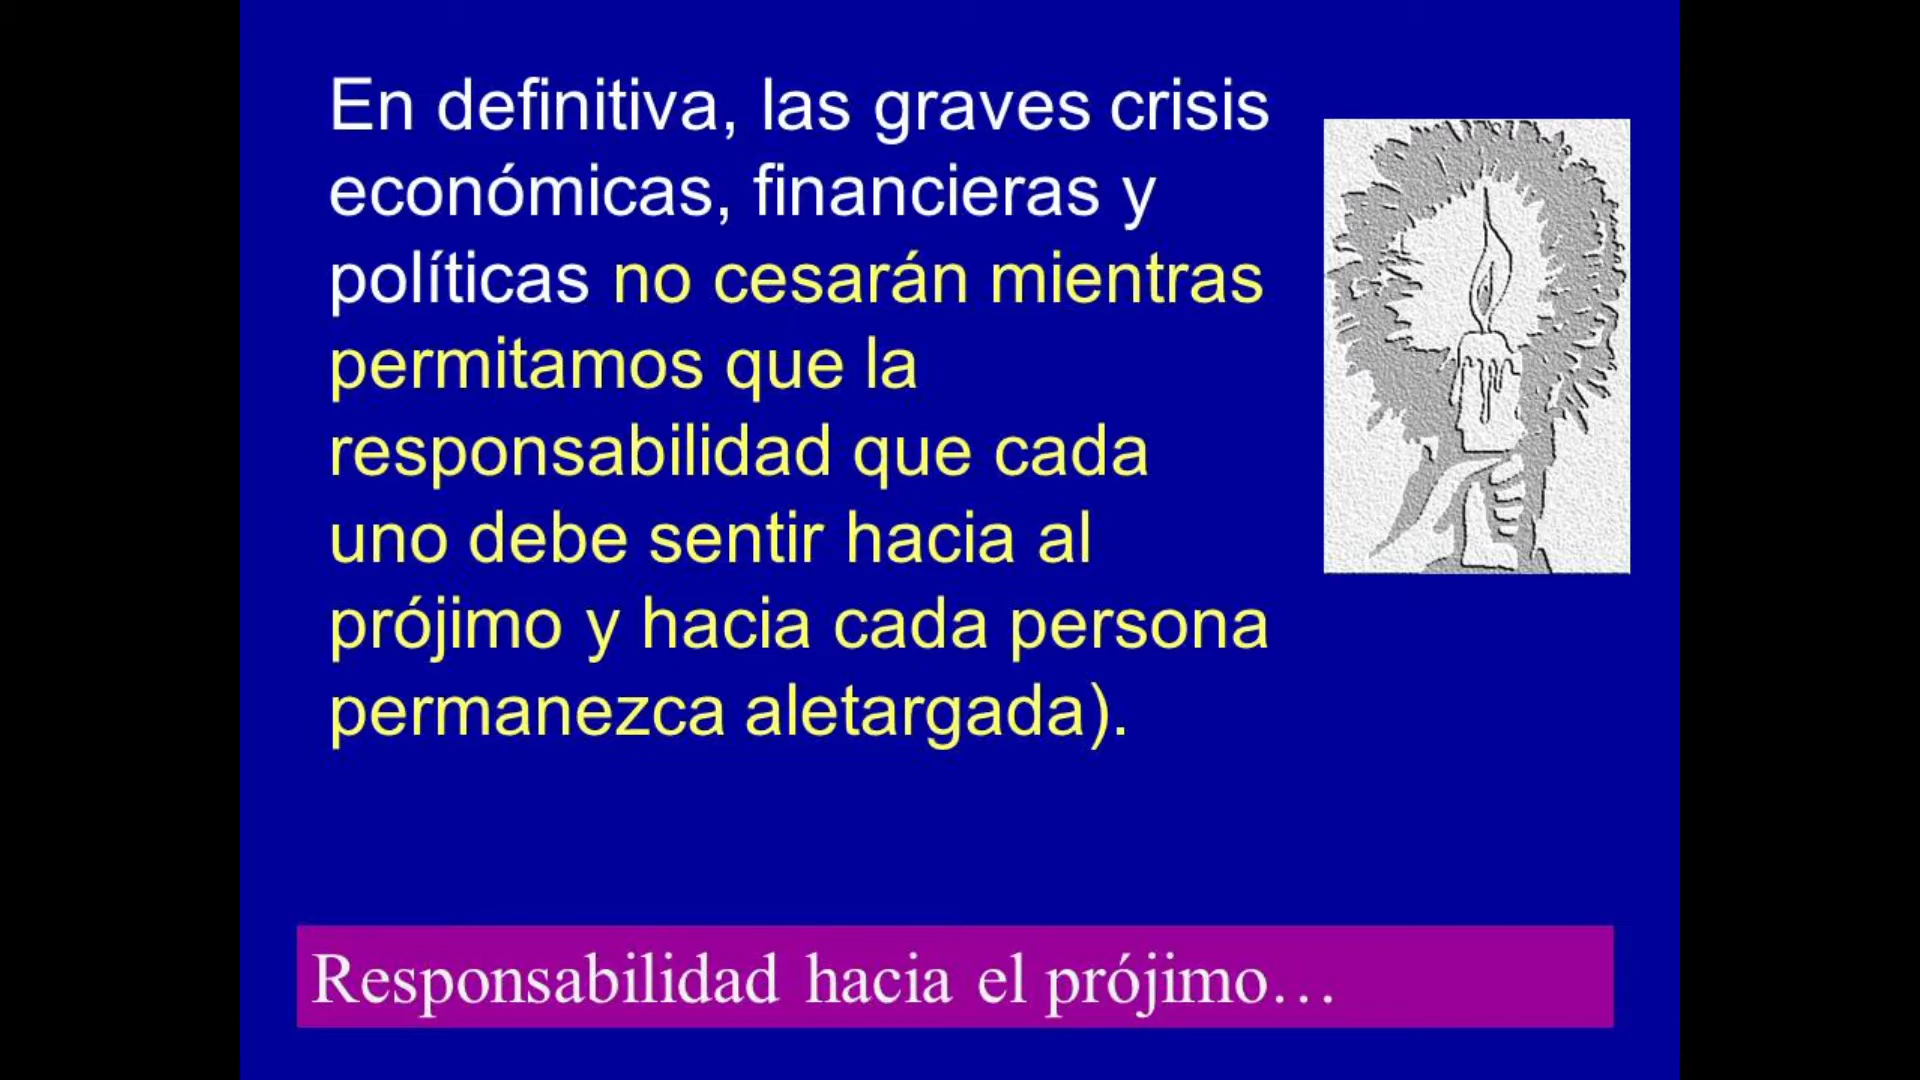 En definitiva, las graves crisis
económicas, financieras y
políticas no cesarán mientras
permitamos que la
responsabilidad que cada
uno debe sentir hacia al
prójimo y hacia cada persona
permanezca aletargada).
Responsabilidad hacia el prójimo…